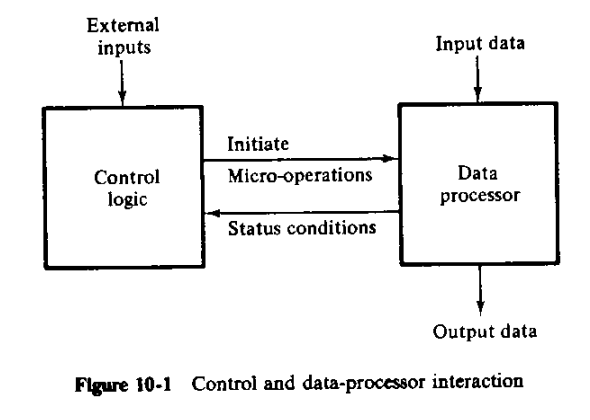 External
inputs
Input data
Initiate
Micro-operations
Control
logic
Data
processor
Status conditions
Output data
Figure 10-1 Control and data-processor interaction